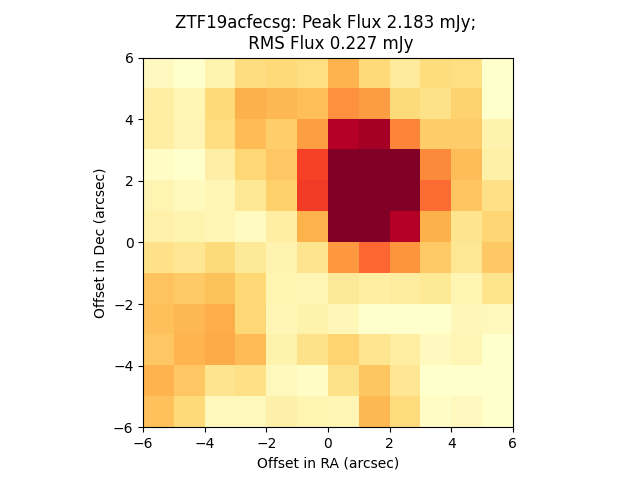 ZTF19acfecsg: Peak Flux 2.183 mJy;
RMS Flux 0.227 mJy
6
4
2
0
−2
−4
−6
Offset in Dec (arcsec)
−6 −4 −2 0 2 4 6
Offset in RA (arcsec)